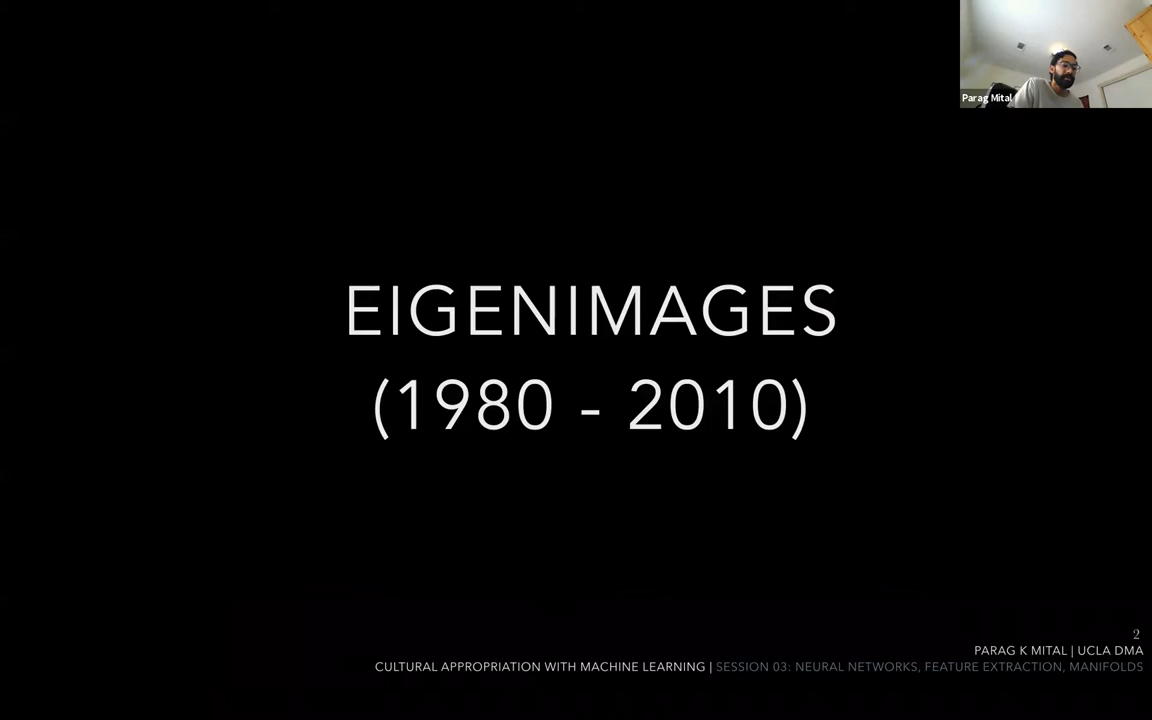 Parag Mital
EIGENIMAGES
(1980 - 2010)
2
PARAG K MITAL | UCLA DMA
CULTURAL APPROPRIATION WITH MACHINE LEARNING | SESSION 03: NEURAL NETWORKS, FEATURE EXTRACTION, MANIFOLDS